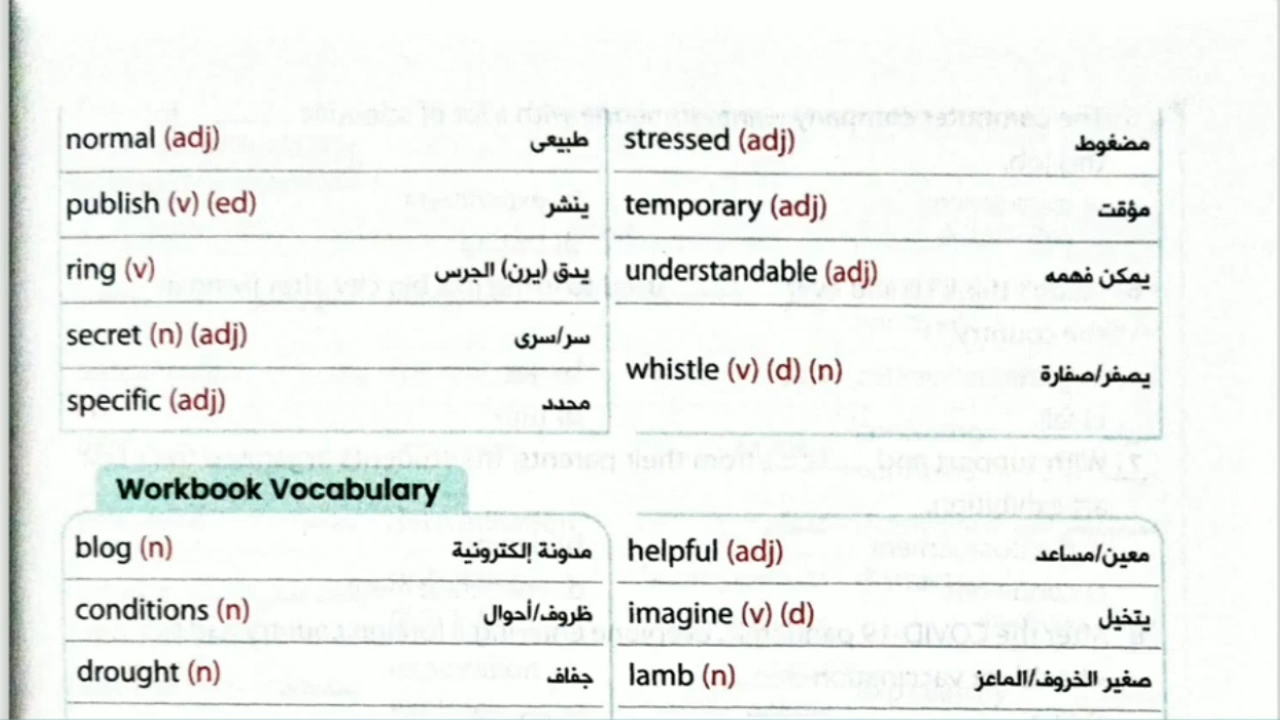 normal (adj) طبيعى
publish (v) (ed) ينشر
ring (v) يدق (يرن) الجرس
secret (n) (adj) سر/سرى
specific (adj) محدد
stressed (adj) مضغوط
temporary (adj) مؤقت
understandable (adj) يمكن فهمه
whistle (v) (d) (n) يصفر/صفارة
Workbook Vocabulary
blog (n) مدونة إلكترونية
conditions (n) ظروف/أحوال
drought (n) جفاف
helpful (adj) معين/مساعد
imagine (v) (d) يتخيل
lamb (n) صغير الخروف/الماعز